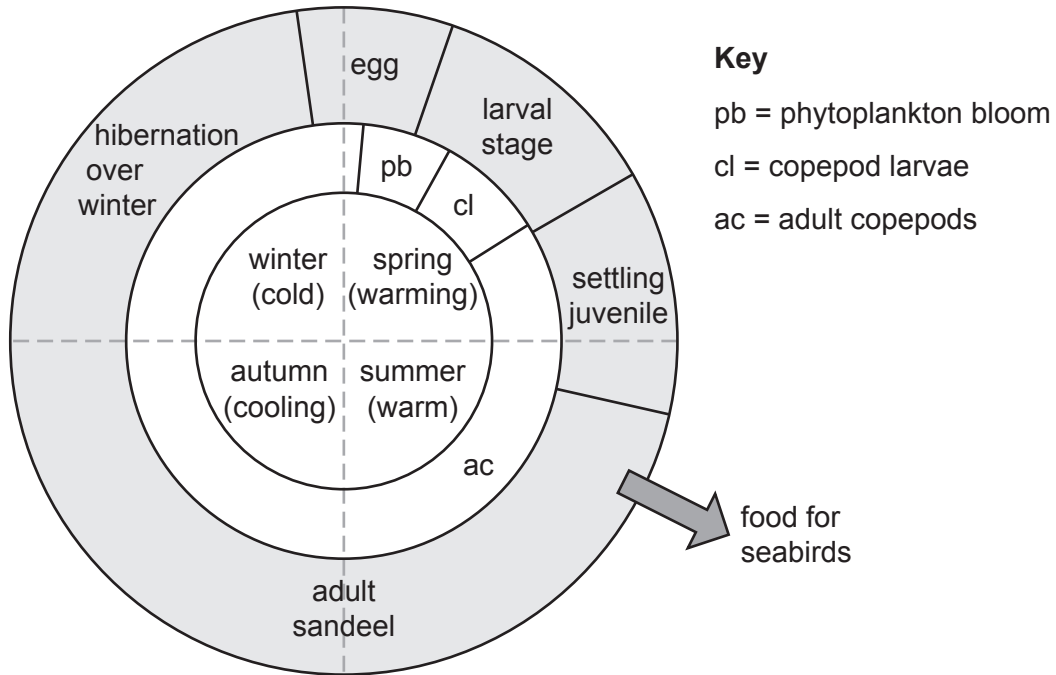 egg
larval
stage
hibernation
over
winter
pb
cl
winter
(cold)
spring
(warming)
settling
juvenile
autumn
(cooling)
summer
(warm)
ac
adult
sandeel
food for
seabirds
Key
pb = phytoplankton bloom
cl = copepod larvae
ac = adult copepods